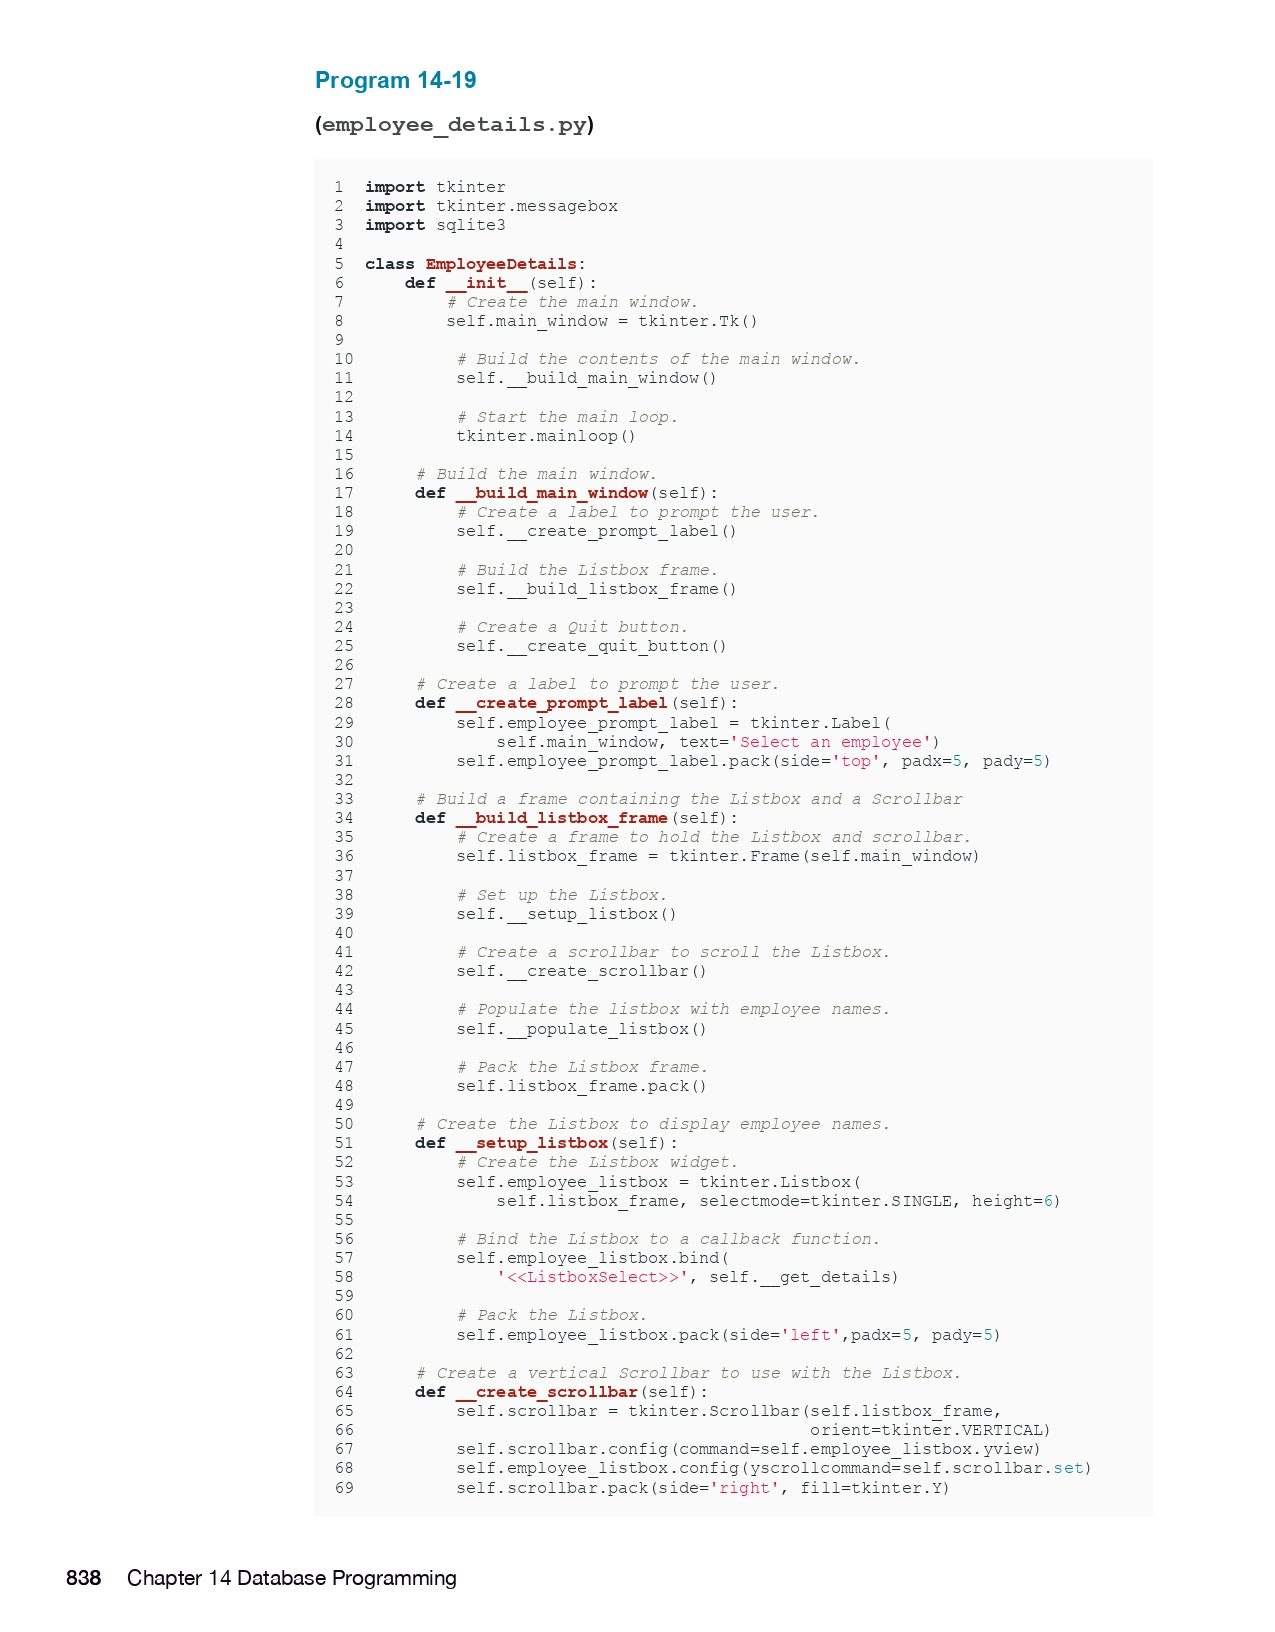 Program 14-19
(employee_details.py)
1 import tkinter
2 import tkinter.messagebox
3 import sqlite3
4
5 class EmployeeDetails:
6     def __init__(self):
7         # Create the main window.
8         self.main_window = tkinter.Tk()
9
10         # Build the contents of the main window.
11         self.__build_main_window()
12
13         # Start the main loop.
14         tkinter.mainloop()
15
16     # Build the main window.
17     def __build_main_window(self):
18         # Create a label to prompt the user.
19         self.__create_prompt_label()
20
21         # Build the Listbox frame.
22         self.__build_listbox_frame()
23
24         # Create a Quit button.
25         self.__create_quit_button()
26
27     # Create a label to prompt the user.
28     def __create_prompt_label(self):
29         self.employee_prompt_label = tkinter.Label(
30             self.main_window, text='Select an employee')
31         self.employee_prompt_label.pack(side='top', padx=5, pady=5)
32
33     # Build a frame containing the Listbox and a Scrollbar
34     def __build_listbox_frame(self):
35         # Create a frame to hold the Listbox and scrollbar.
36         self.listbox_frame = tkinter.Frame(self.main_window)
37
38         # Set up the Listbox.
39         self.__setup_listbox()
40
41         # Create a scrollbar to scroll the Listbox.
42         self.__create_scrollbar()
43
44         # Populate the listbox with employee names.
45         self.__populate_listbox()
46
47         # Pack the Listbox frame.
48         self.listbox_frame.pack()
49
50     # Create the Listbox to display employee names.
51     def __setup_listbox(self):
52         # Create the Listbox widget.
53         self.employee_listbox = tkinter.Listbox(
54             self.listbox_frame, selectmode=tkinter.SINGLE, height=6)
55
56         # Bind the Listbox to a callback function.
57         self.employee_listbox.bind(
58             '<<ListboxSelect>>', self.__get_details)
59
60         # Pack the Listbox.
61         self.employee_listbox.pack(side='left',padx=5, pady=5)
62
63     # Create a vertical Scrollbar to use with the Listbox.
64     def __create_scrollbar(self):
65         self.scrollbar = tkinter.Scrollbar(self.listbox_frame,
66                                            orient=tkinter.VERTICAL)
67         self.scrollbar.config(command=self.employee_listbox.yview)
68         self.employee_listbox.config(yscrollcommand=self.scrollbar.set)
69         self.scrollbar.pack(side='right', fill=tkinter.Y)
838 Chapter 14 Database Programming